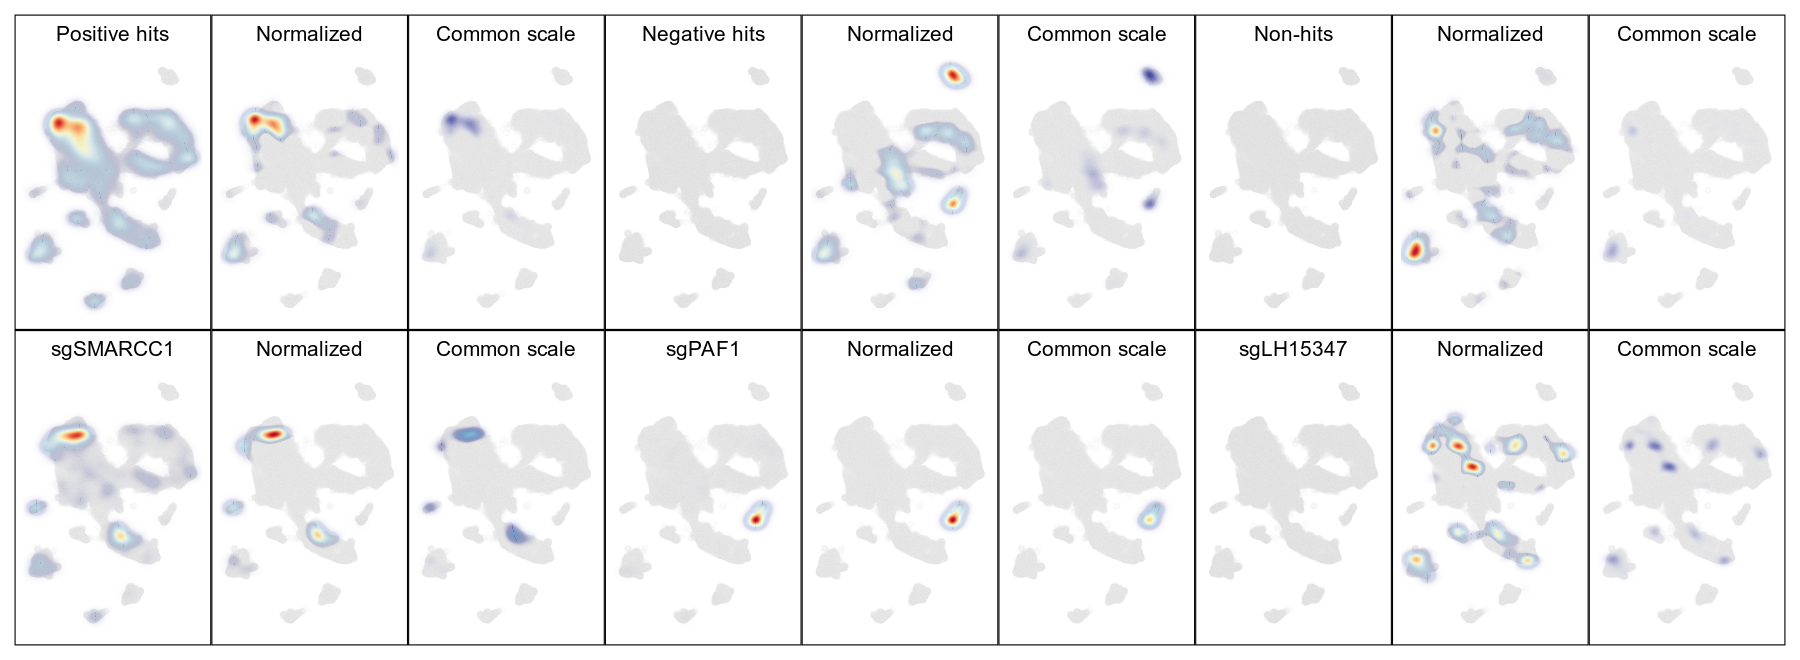 Positive hits
Normalized
Common scale
Negative hits
Normalized
Common scale
Non-hits
Normalized
Common scale
sgSMARCC1
Normalized
Common scale
sgPAF1
Normalized
Common scale
sgLH15347
Normalized
Common scale